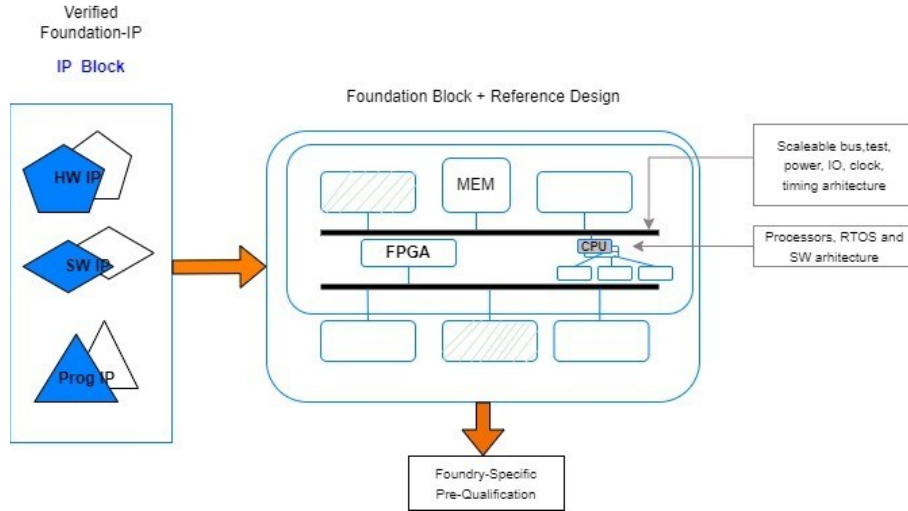 Verified
Foundation-IP
IP Block
HW IP
SW IP
Prog IP
Foundation Block + Reference Design
MEM
FPGA
CPU
Scaleable bus,test,
power, IO, clock,
timing arhitecture
Processors, RTOS and
SW arhitecture
Foundry-Specific
Pre-Qualification